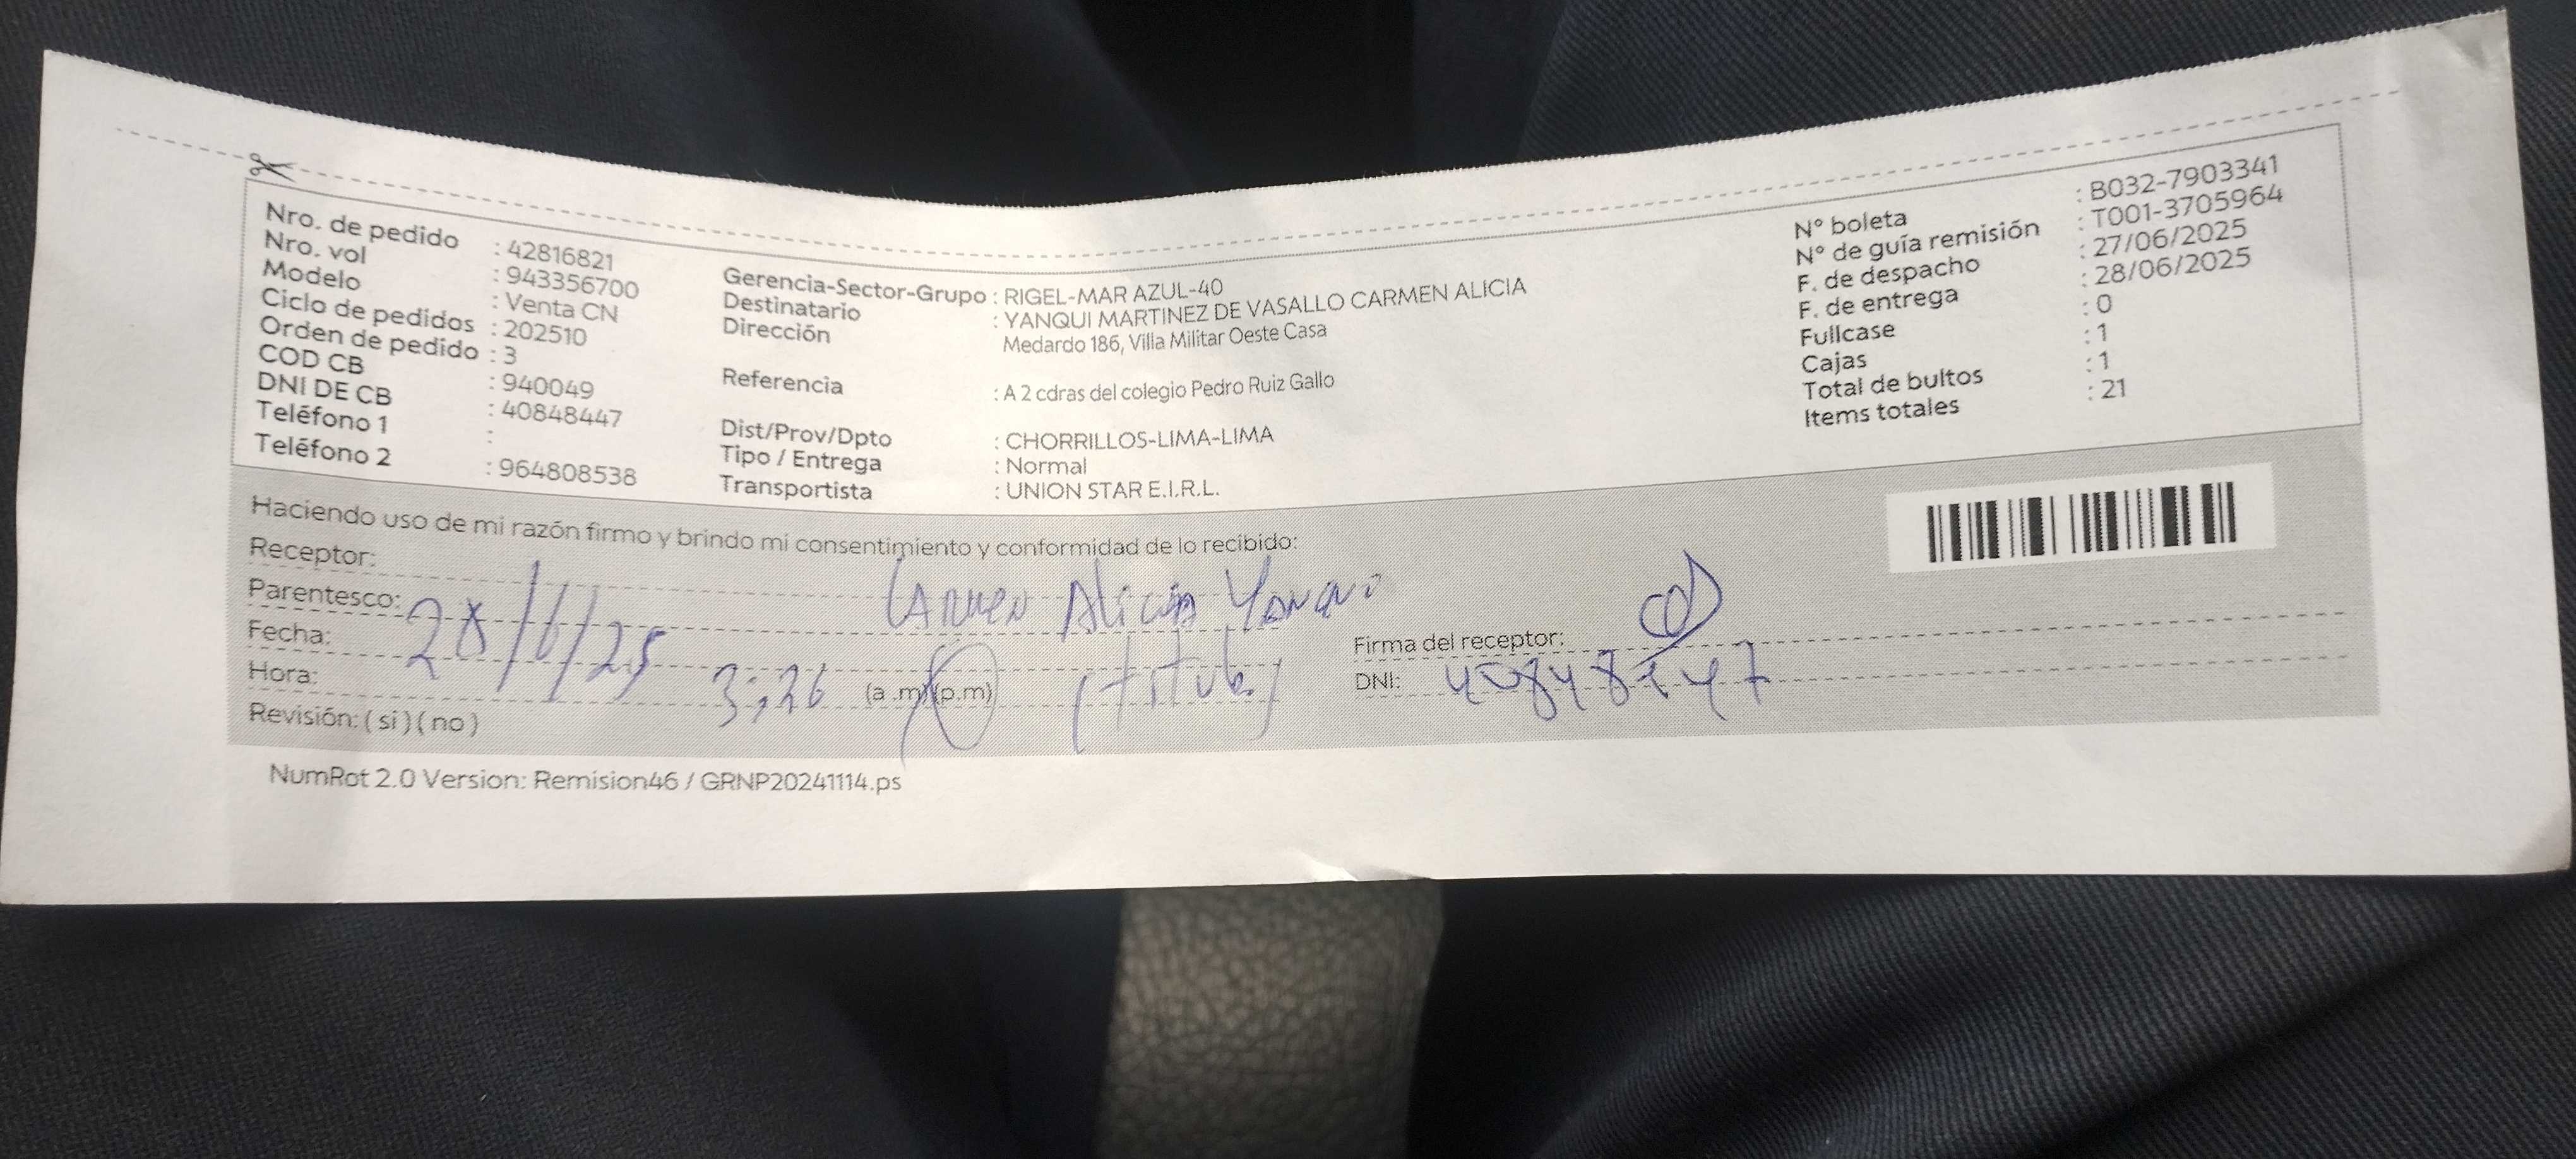 Nro. de pedido : 42816821
Nro. vol : 943356700
Modelo : Venta CN
Ciclo de pedidos : 202510
Orden de pedido : 3
COD CB : 940049
DNI DE CB : 40848447
Teléfono 1 :
Teléfono 2 : 964808538
Gerencia-Sector-Grupo : RIGEL-MAR AZUL-40
Destinatario : YANQUI MARTINEZ DE VASALLO CARMEN ALICIA
Dirección Medardo 186, Villa Militar Oeste Casa
Referencia : A 2 cdras del colegio Pedro Ruiz Gallo
Dist/Prov/Dpto : CHORRILLOS-LIMA-LIMA
Tipo / Entrega : Normal
Transportista : UNION STAR E.I.R.L.
N° boleta : B032-7903341
N° de guía remisión : T001-3705964
F. de despacho : 27/06/2025
F. de entrega : 28/06/2025
Fullcase : 0
Cajas : 1
Total de bultos : 1
Items totales : 21
Haciendo uso de mi razón firmo y brindo mi consentimiento y conformidad de lo recibido:
Receptor: Carmen Alicia
Parentesco:
Fecha: 28/6/25
Hora: 3:26 (a .m)(p.m) (titular)
Revisión: ( si ) ( no )
Firma del receptor:
DNI: 40848447
NumRot 2.0 Version: Remision46 / GRNP20241114.ps